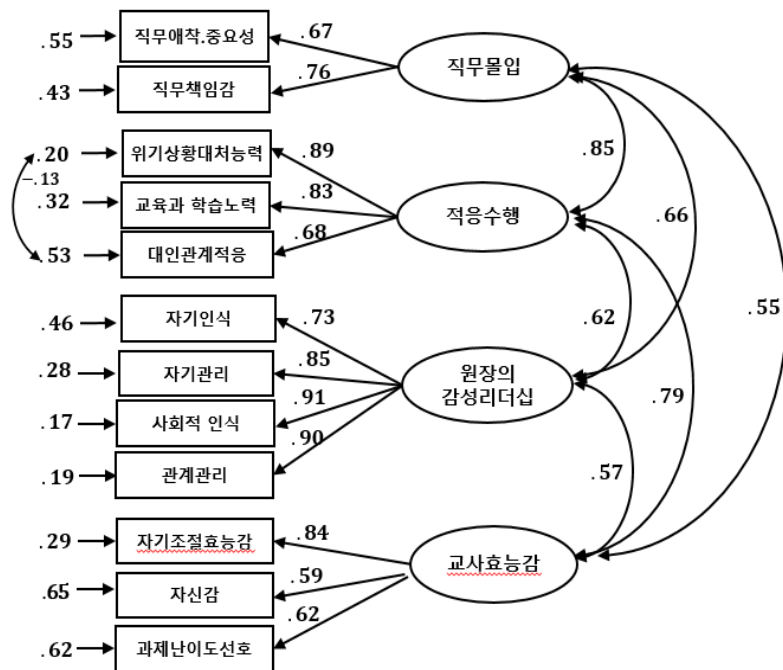 .55 직무애착.중요성 .67
직무몰입
.43 직무책임감 .76
.85
.20 위기상황대처능력 .89
-.13
.32 교육과 학습노력 .83
적응수행
.66
.53 대인관계적응 .68
.55
.46 자기인식 .73
.62
.28 자기관리 .85
원장의
감성리더십
.79
.17 사회적 인식 .91
.19 관계관리 .90
.57
.29 자기조절효능감 .84
교사효능감
.65 자신감 .59
.62 과제난이도선호 .62